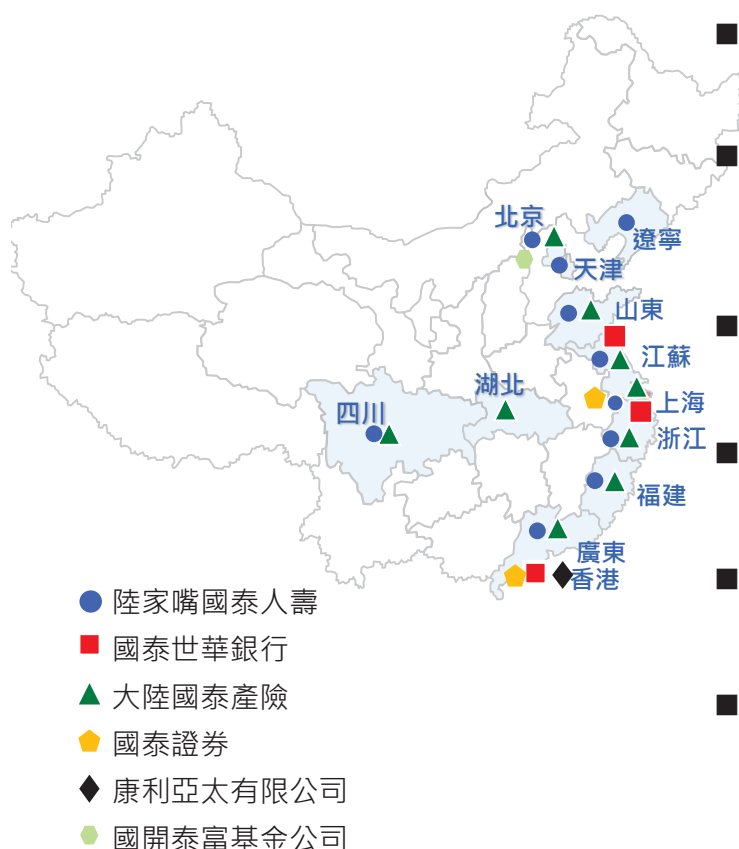 北京
遼寧
天津
山東
江蘇
湖北
上海
四川
浙江
福建
廣東
香港
陸家嘴國泰人壽
國泰世華銀行
大陸國泰產險
國泰證券
康利亞太有限公司
國開泰富基金公司